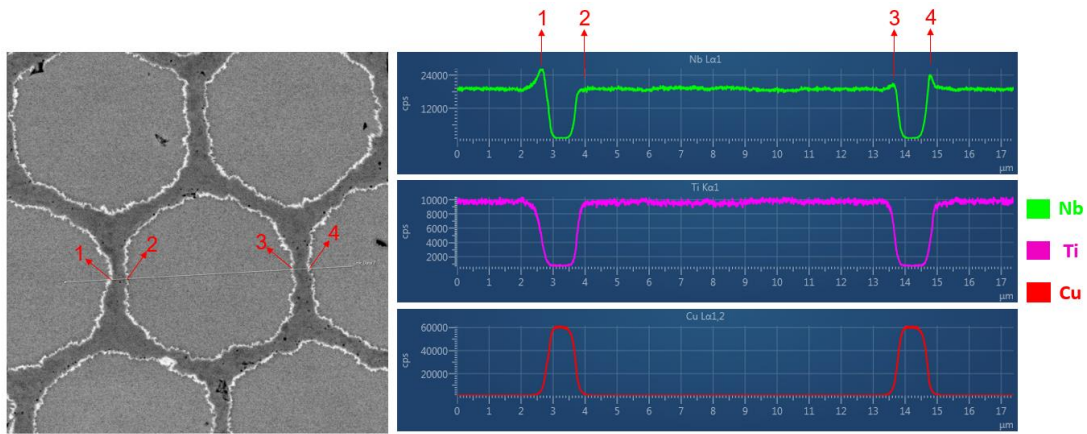 1 2 3 4
Nb Lα1
cps
24000
12000
0 1 2 3 4 5 6 7 8 9 10 11 12 13 14 15 16 17
µm
Ti Kα1
cps
10000
8000
6000
4000
2000
0 1 2 3 4 5 6 7 8 9 10 11 12 13 14 15 16 17
µm
Cu Lα1,2
cps
60000
40000
20000
0 1 2 3 4 5 6 7 8 9 10 11 12 13 14 15 16 17
µm
1 2 3 4
Nb
Ti
Cu